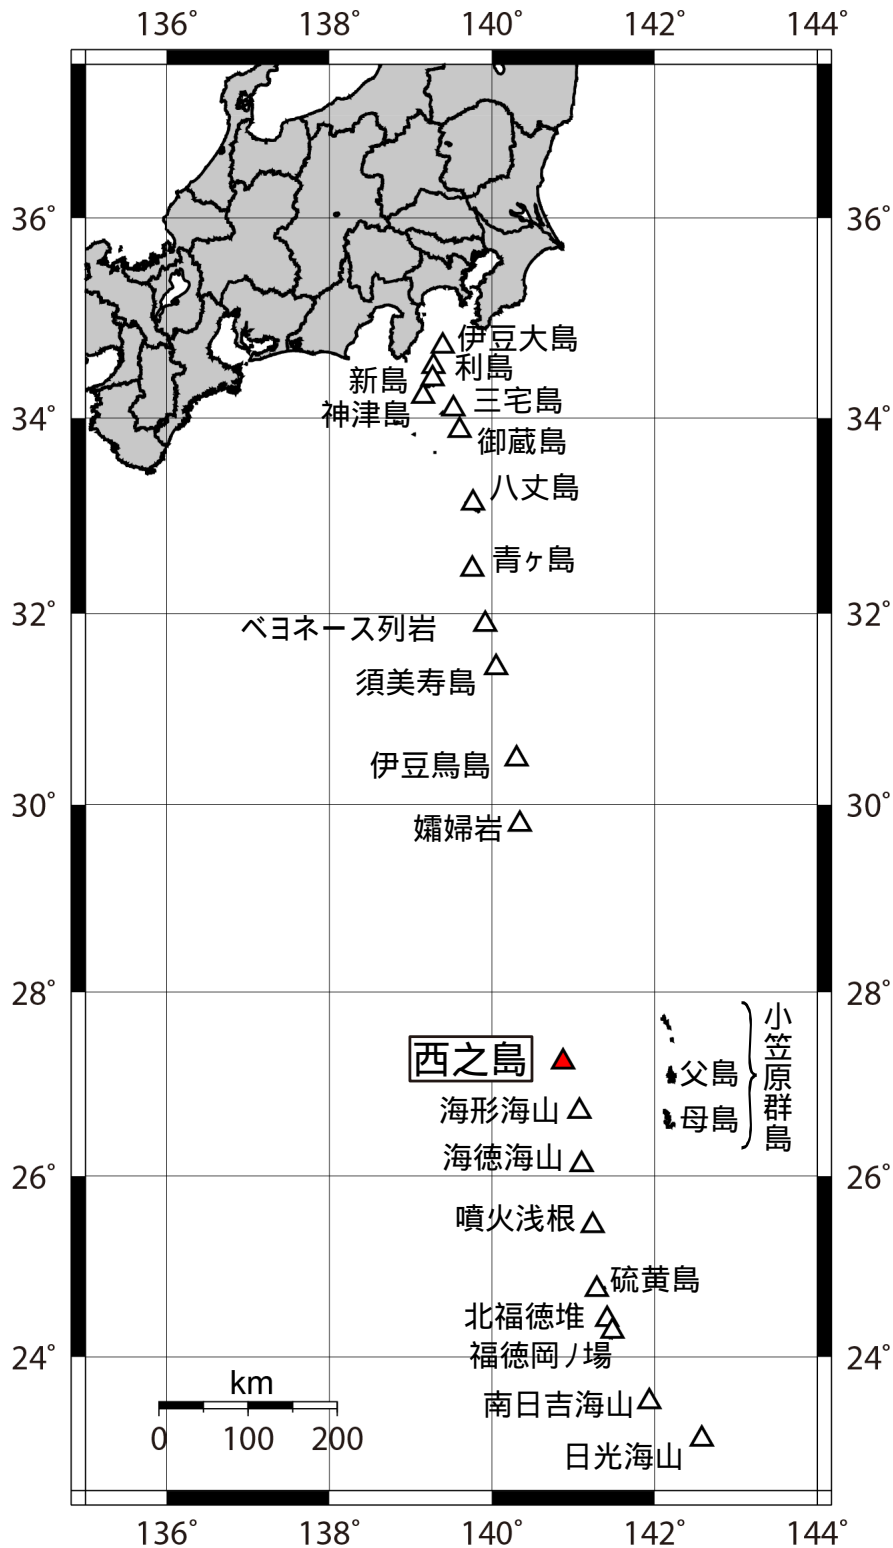 136° 138° 140° 142° 144°
36° 36°
伊豆大島
利島
新島
三宅島
神津島
34° 34°
御蔵島
八丈島
青ヶ島
32° 32°
ベヨネース列岩
須美寿島
伊豆鳥島
30° 30°
孀婦岩
28° 28°
小笠原群島
西之島
父島
海形海山
母島
海徳海山
26° 26°
噴火浅根
硫黄島
北福徳堆
福徳岡ノ場
24° 24°
km
南日吉海山
0 100 200
日光海山
136° 138° 140° 142° 144°